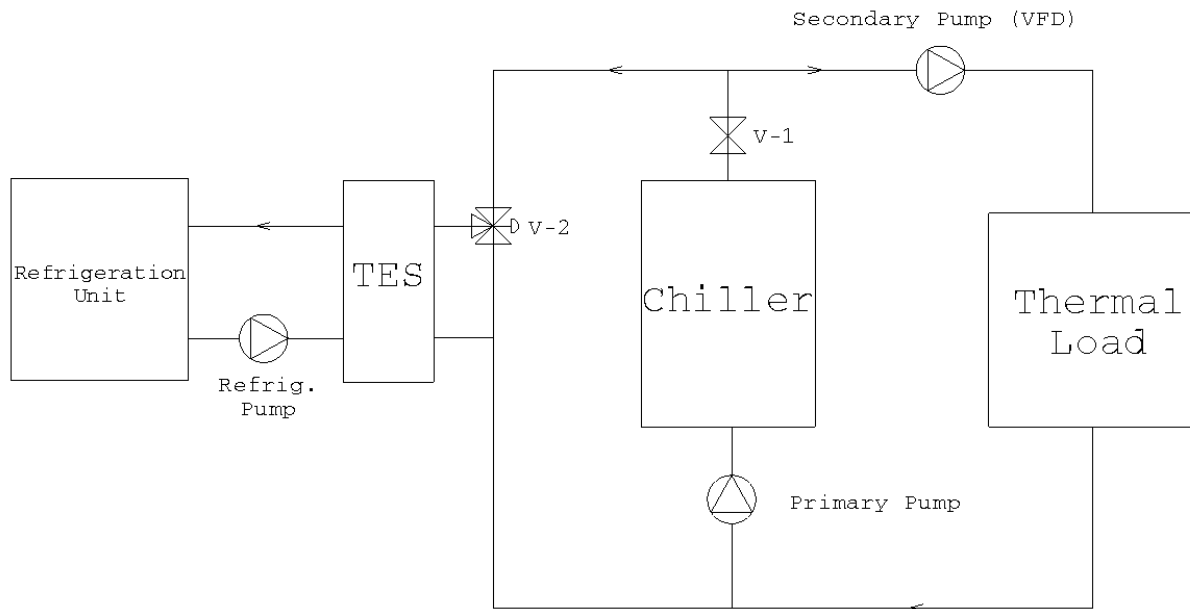 Secondary Pump (VFD)
V-1
V-2
Refrigeration
Unit
TES
Chiller
Thermal
Load
Refrig.
Pump
Primary Pump